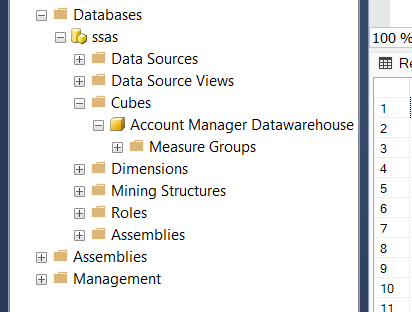 Databases
ssas
Data Sources
Data Source Views
Cubes
Account Manager Datawarehouse
Measure Groups
Dimensions
Mining Structures
Roles
Assemblies
Assemblies
Management
100 %
Re
1
2
3
4
5
6
7
8
9
10
11